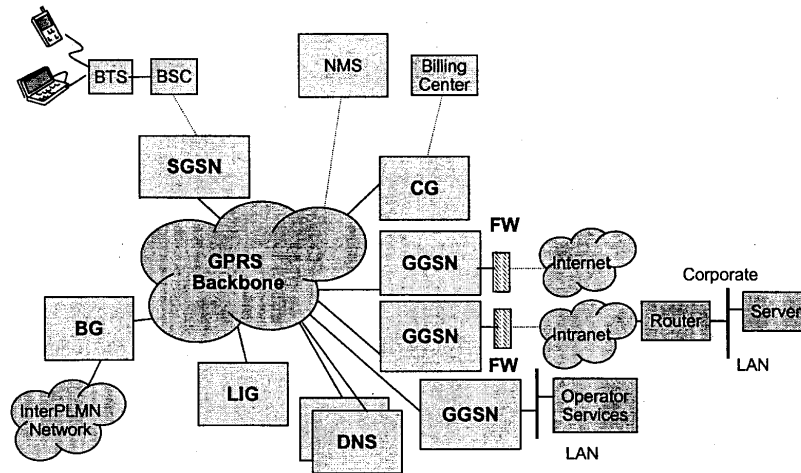 NMS
Billing
Center
BTS
BSC
SGSN
CG
FW
GPRS
Backbone
GGSN
Internet
Corporate
BG
GGSN
Intranet
Router
Server
FW
LAN
LIG
InterPLMN
Network
DNS
GGSN
Operator
Services
LAN